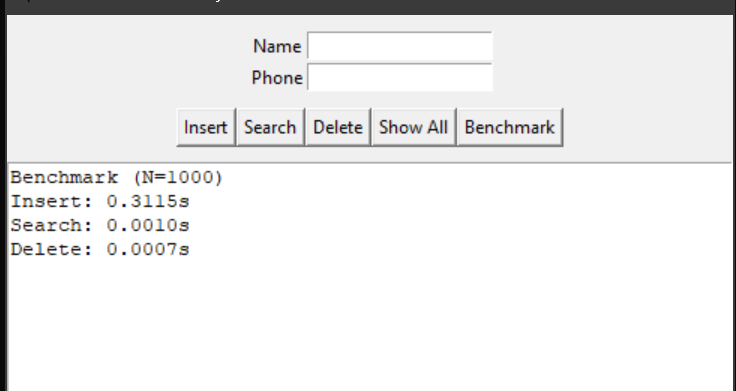 Name
Phone
Insert Search Delete Show All Benchmark
Benchmark (N=1000)
Insert: 0.3115s
Search: 0.0010s
Delete: 0.0007s